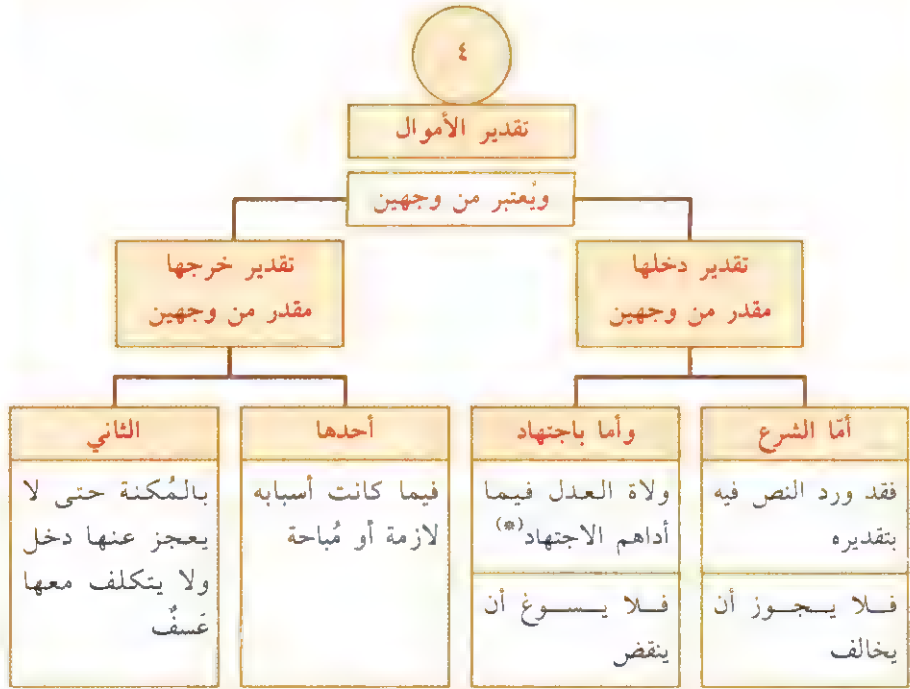 ٤
تقدير الأموال
ويُعتبر من وجهين
تقدير دخلها
مقدر من وجهين
تقدير خرجها
مقدر من وجهين
أمّا الشرع
فقد ورد النص فيه
بتقديره
فلا يجوز أن
يخالف
وأما باجتهاد
ولاة العدل فيما
أداهم الاجتهاد(*)
فلا يسوغ أن
ينقض
أحدها
فيما كانت أسبابه
لازمة أو مُباحة
الثاني
بالمُكنة حتى لا
يعجز عنها دخل
ولا يتكلف معها
عَسفٌ